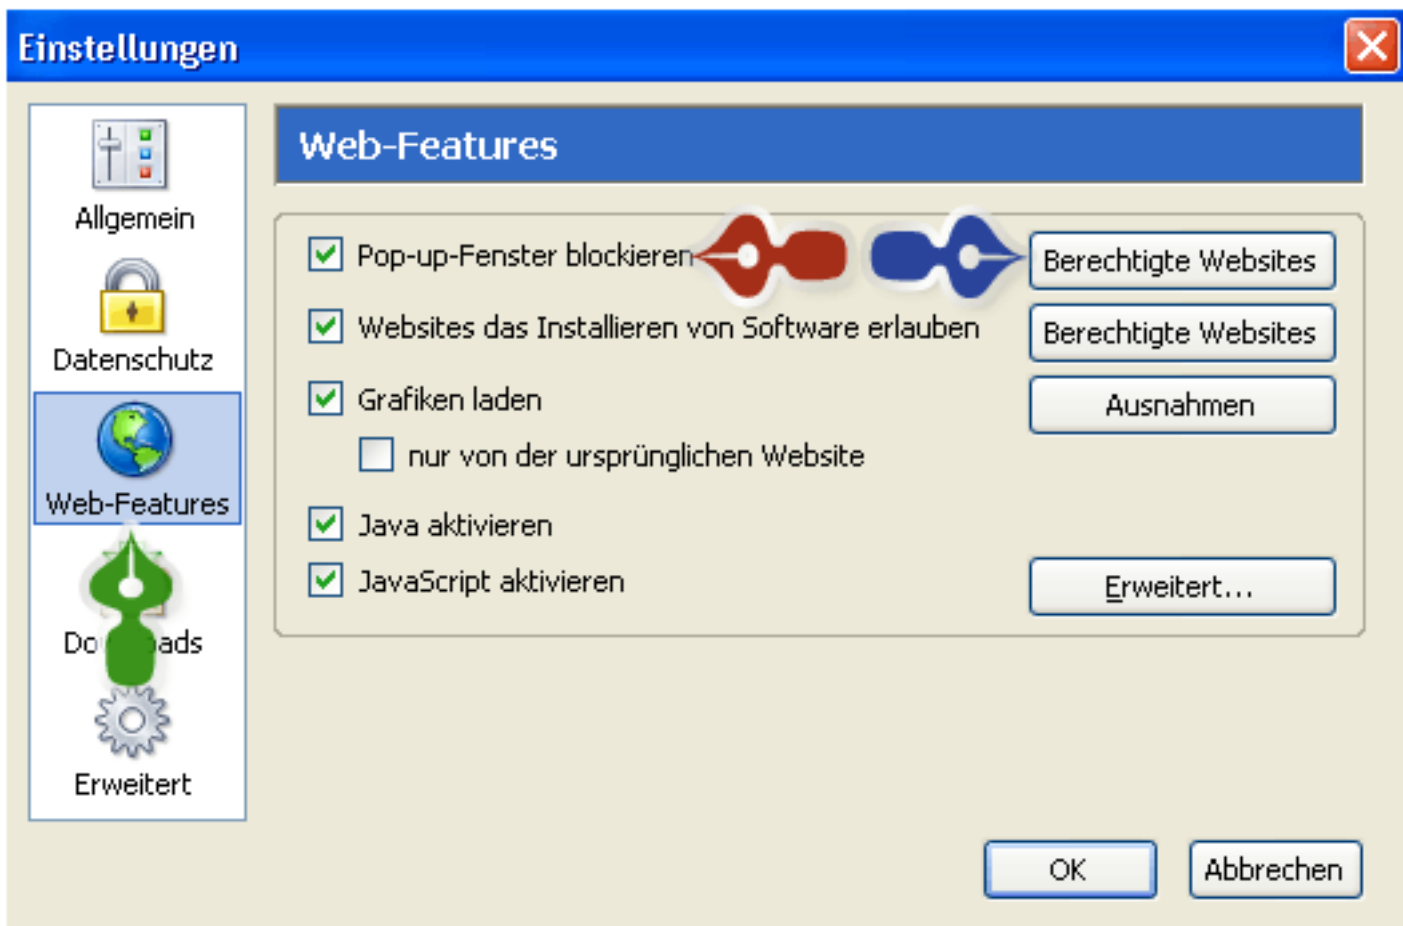 Einstellungen
Allgemein
Datenschutz
Web-Features
Erweitert
Web-Features
Pop-up-Fenster blockieren
Berechtigte Websites
Websites das Installieren von Software erlauben
Berechtigte Websites
Grafiken laden
Ausnahmen
nur von der ursprünglichen Website
Java aktivieren
JavaScript aktivieren
Erweitert...
OK
Abbrechen